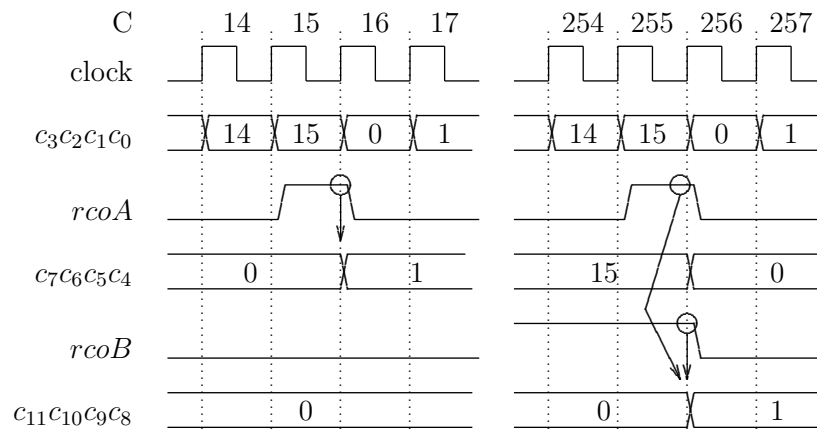 C 14 15 16 17 254 255 256 257
clock
c₃c₂c₁c₀ 14 15 0 1 14 15 0 1
rcoA
c₇c₆c₅c₄ 0 1 15 0
rcoB
c₁₁c₁₀c₉c₈ 0 0 1